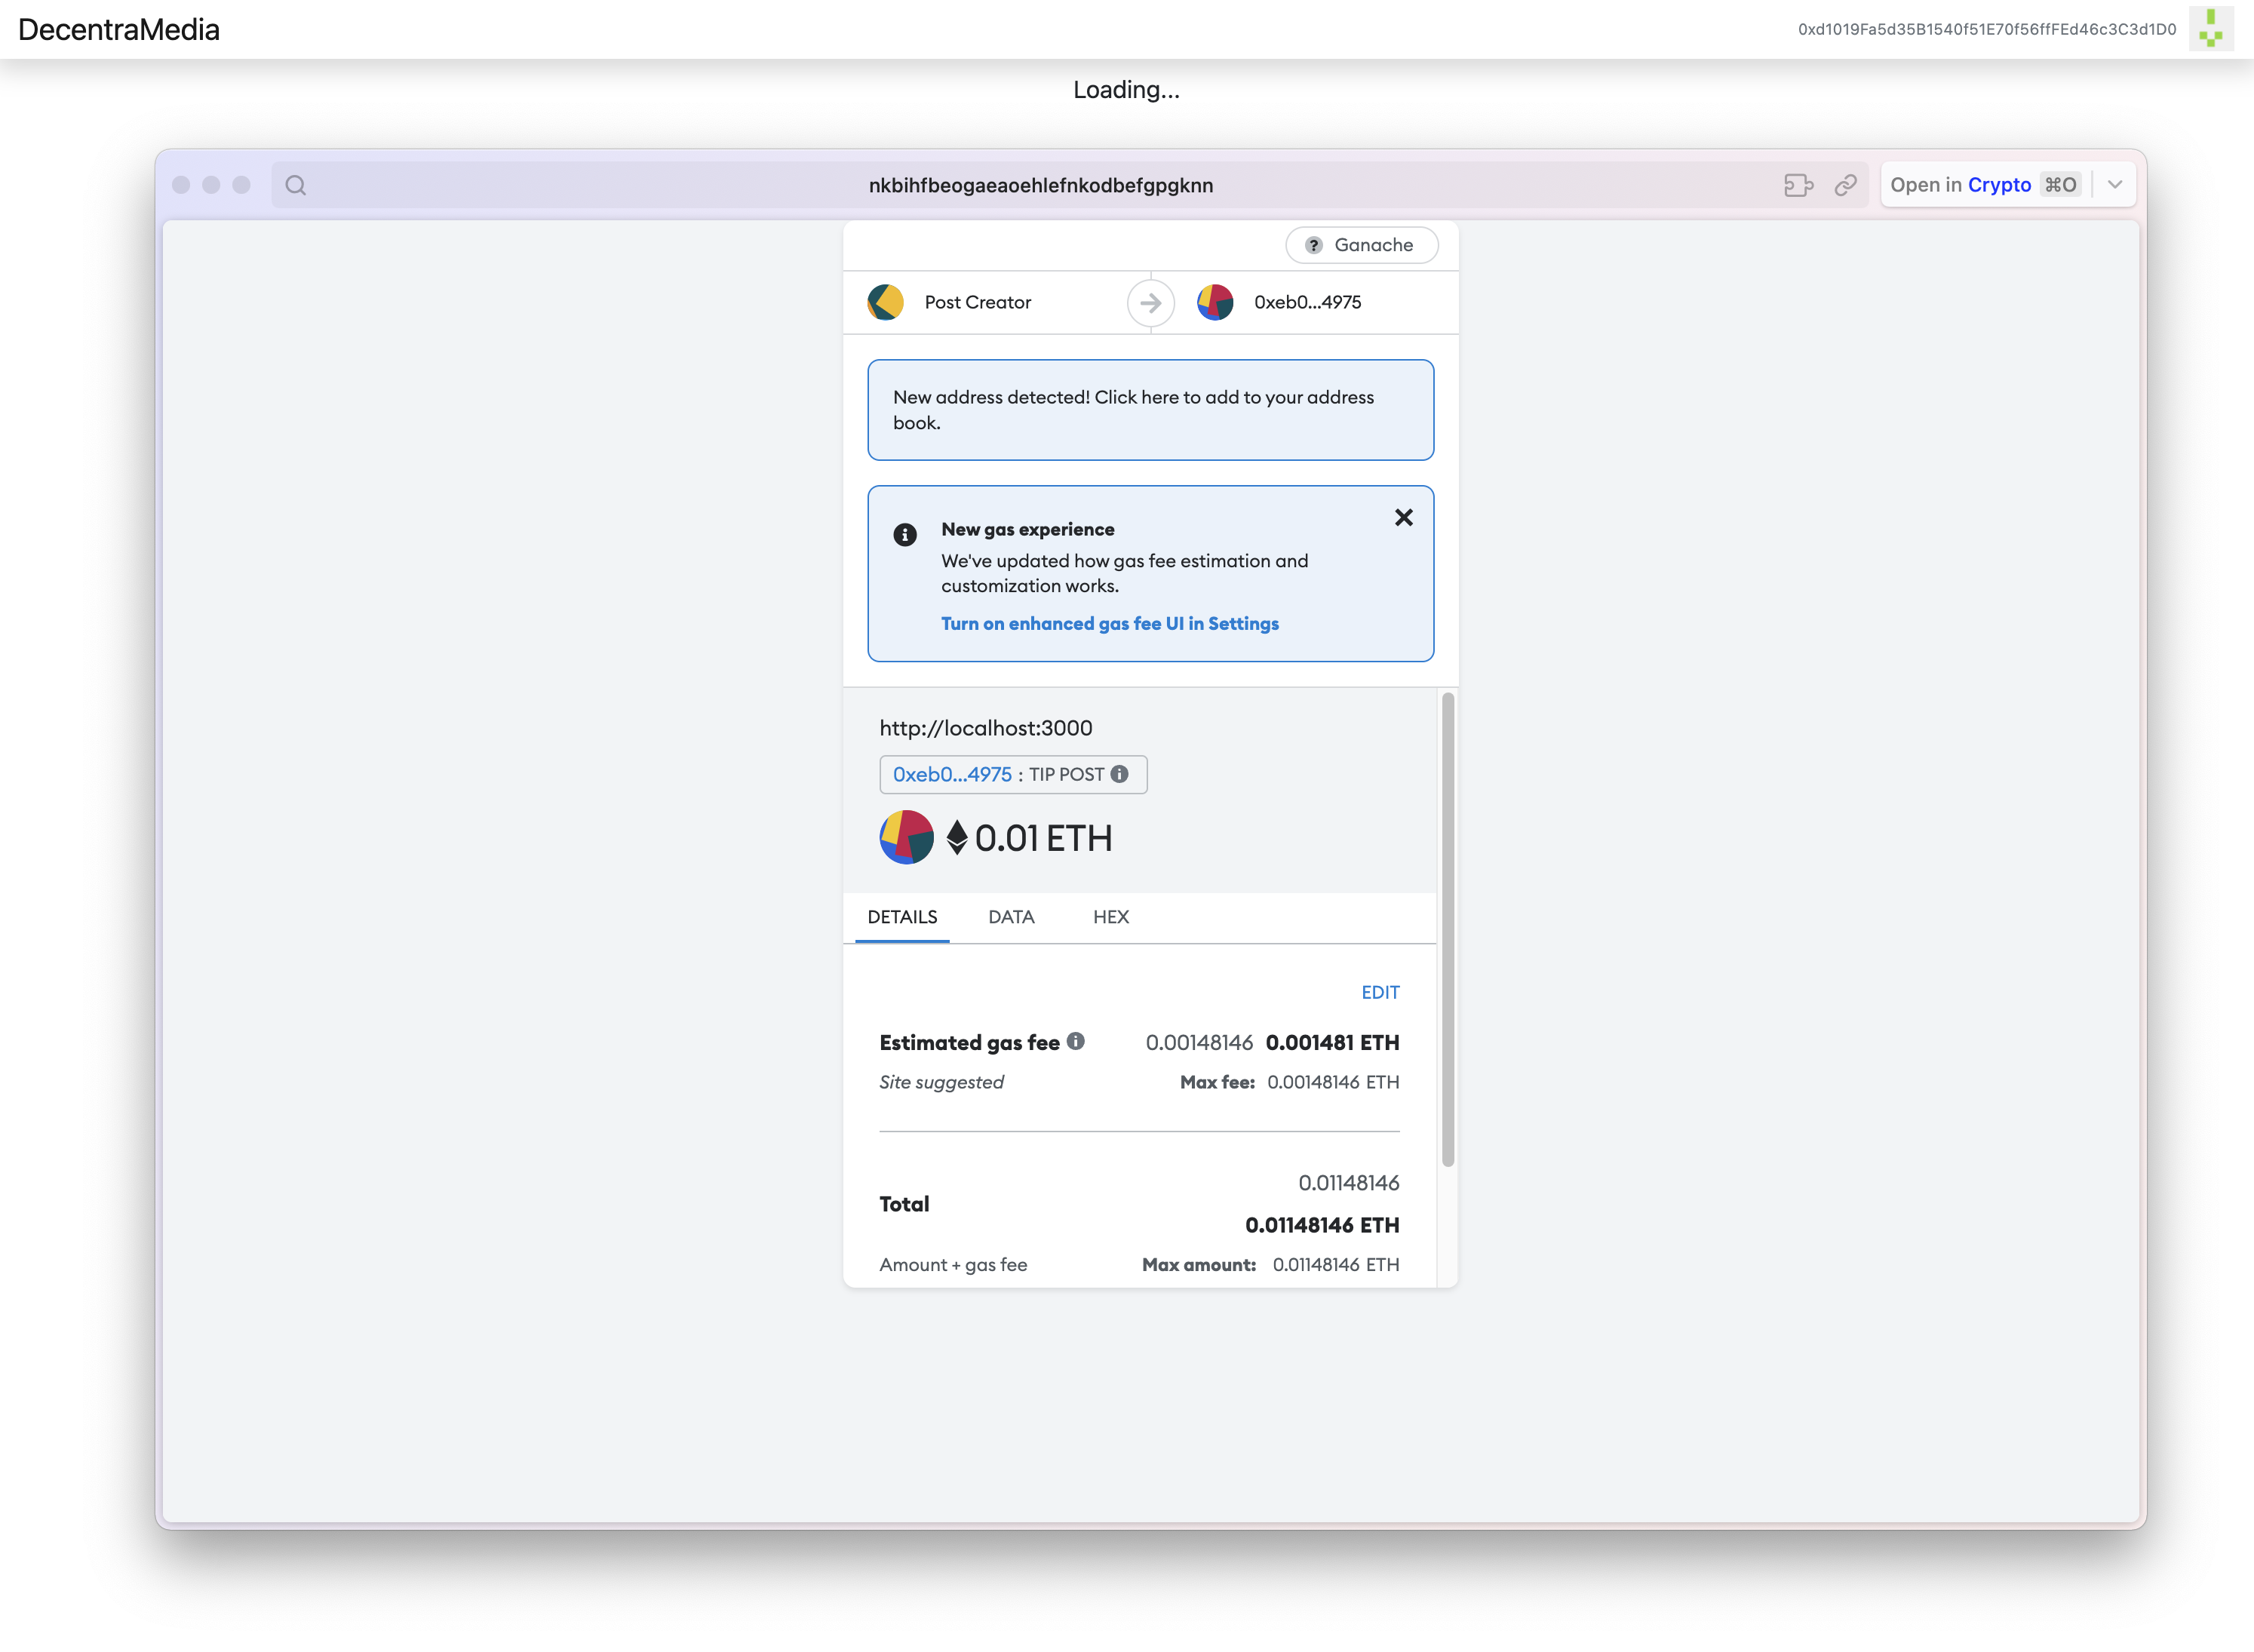 DecentraMedia
0xd1019Fa5d35B1540f51E70f56ffFEd46c3C3d1D0
Loading...
nkbihfbeogaeaoehlefnkodbefgpgknn
Open in Crypto ⌘O
? Ganache
Post Creator
0xeb0...4975
New address detected! Click here to add to your address
book.
New gas experience
We've updated how gas fee estimation and
customization works.
Turn on enhanced gas fee UI in Settings
http://localhost:3000
0xeb0...4975 : TIP POST
0.01 ETH
DETAILS DATA HEX
EDIT
Estimated gas fee 0.00148146 0.001481 ETH
Site suggested Max fee: 0.00148146 ETH
0.01148146
Total
0.01148146 ETH
Amount + gas fee Max amount: 0.01148146 ETH